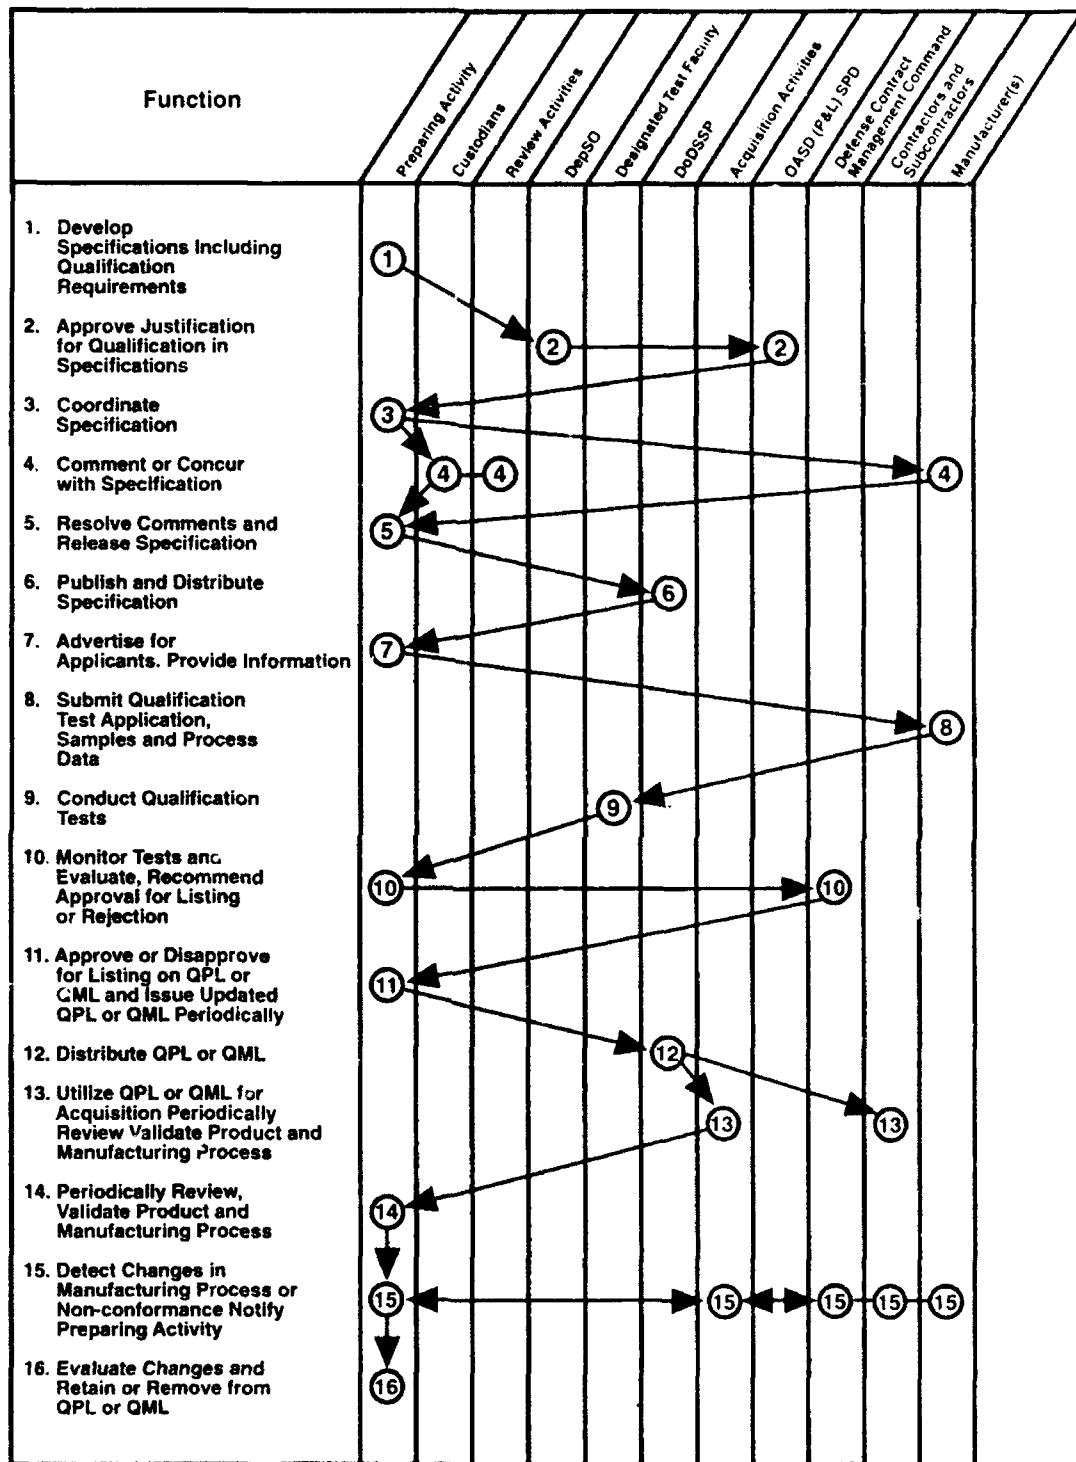 Function
Preparing Activity
Custodians
Review Activities
DepSO
Designated Test Facility
DoDSSP
Acquisition Activities
OASD (P&L) SPD
Defense Contract
Management Command
Contractors and
Subcontractors
Manufacturer(s)
1. Develop
Specifications Including
Qualification
Requirements
1
2. Approve Justification
for Qualification in
Specifications
2 2
3. Coordinate
Specification
3
4. Comment or Concur
with Specification
4 4 4
5. Resolve Comments and
Release Specification
5
6. Publish and Distribute
Specification
6
7. Advertise for
Applicants. Provide Information
7
8. Submit Qualification
Test Application,
Samples and Process
Data
8
9. Conduct Qualification
Tests
9
10. Monitor Tests and
Evaluate, Recommend
Approval for Listing
or Rejection
10 10
11. Approve or Disapprove
for Listing on QPL or
QML and Issue Updated
QPL or QML Periodically
11
12. Distribute QPL or QML
12
13. Utilize QPL or QML for
Acquisition Periodically
Review Validate Product and
Manufacturing Process
13 13
14. Periodically Review,
Validate Product and
Manufacturing Process
14
15. Detect Changes in
Manufacturing Process or
Non-conformance Notify
Preparing Activity
15 15 15 15 15
16. Evaluate Changes and
Retain or Remove from
QPL or QML
16